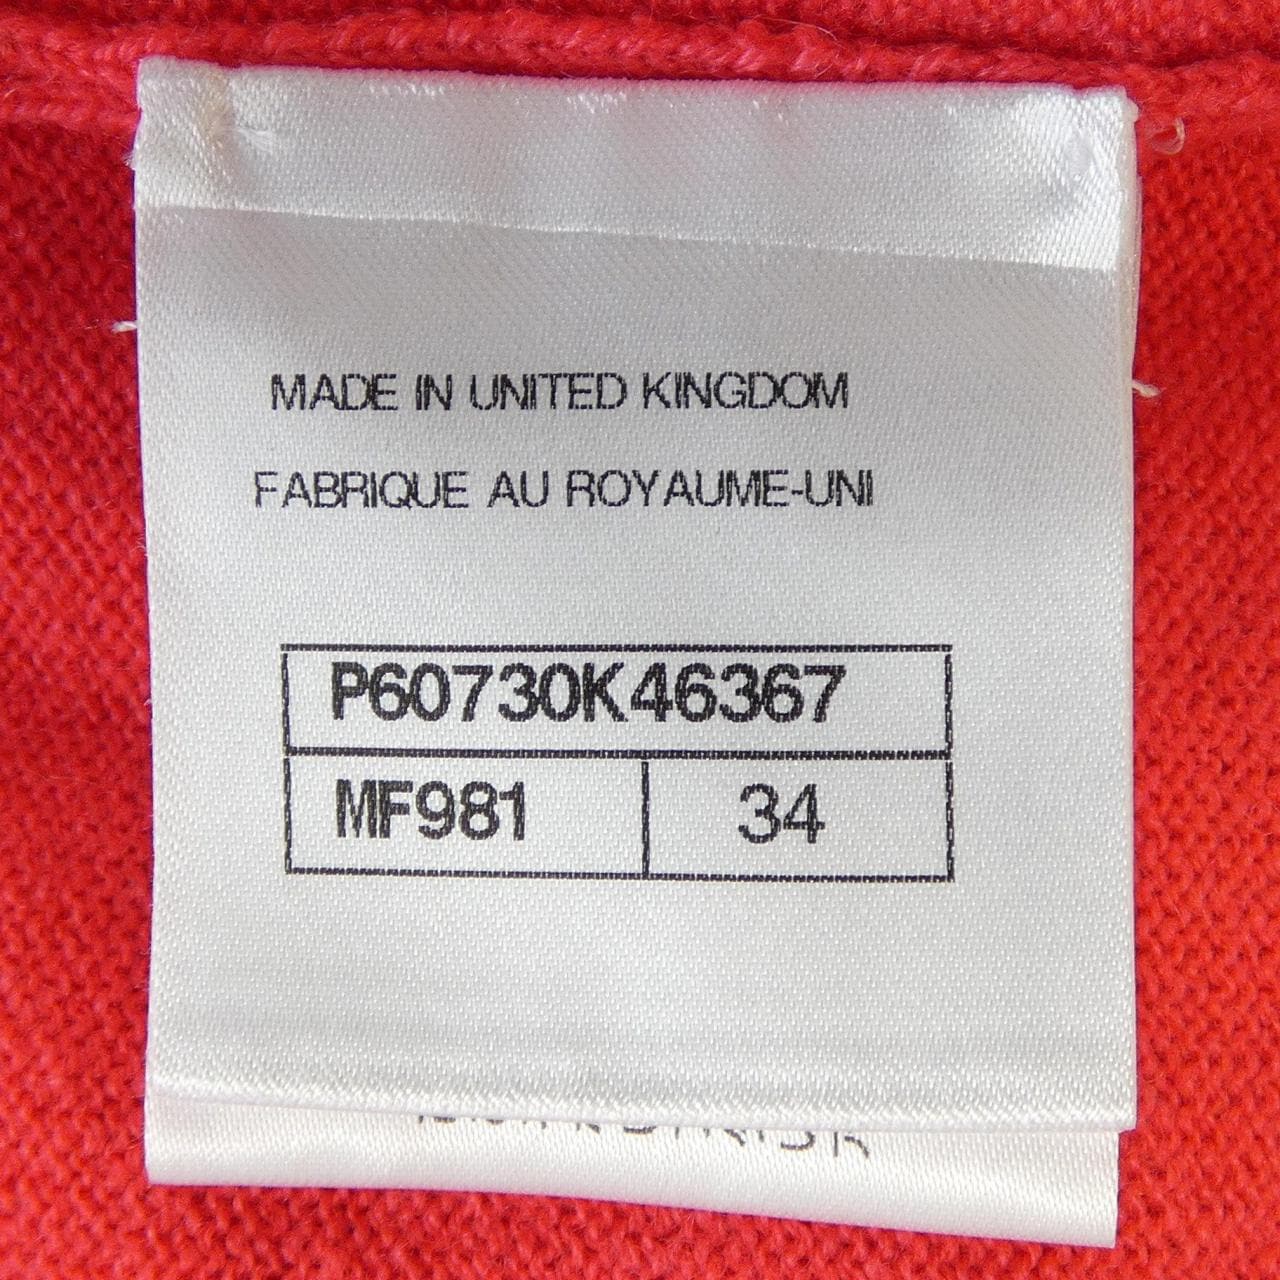 MADE IN UNITED KINGDOM
FABRIQUE AU ROYAUME-UNI
P60730K46367
MF981 34